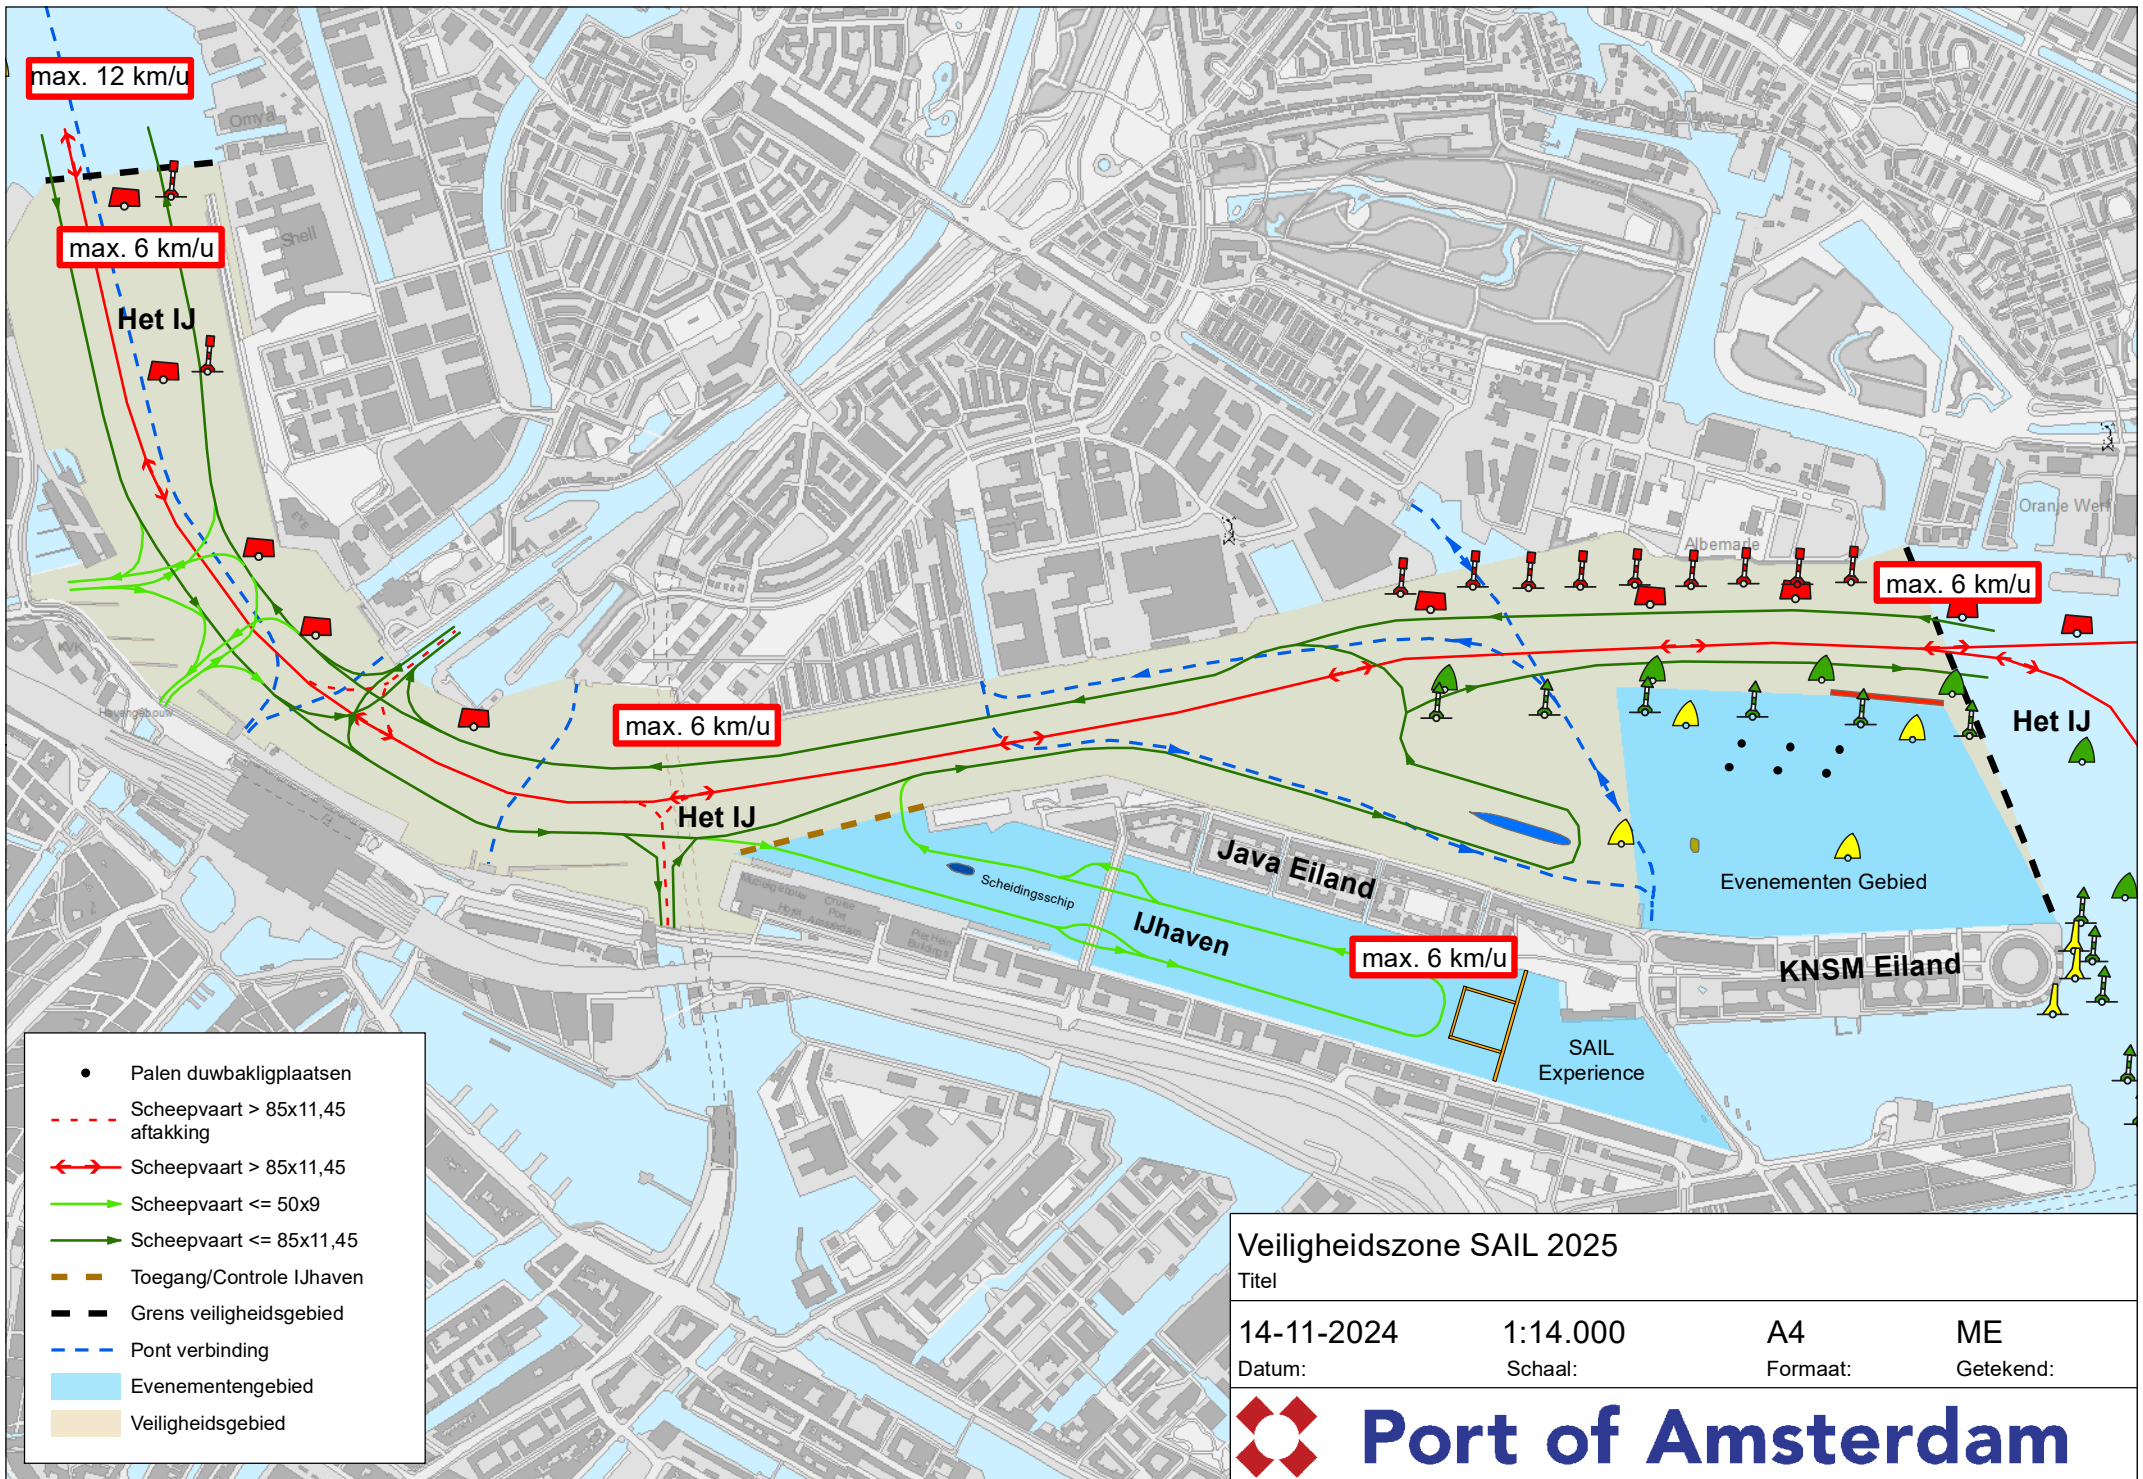 max. 12 km/u
Omya
Shell
max. 6 km/u
Het IJ
EYE
Oranje Werf
Albemarle
max. 6 km/u
KVK
Havengebouw
max. 6 km/u
Het IJ
Het IJ
Java Eiland
Scheidingsschip
IJhaven
Evenementen Gebied
max. 6 km/u
KNSM Eiland
SAIL
Experience
Palen duwbakligplaatsen
Scheepvaart > 85x11,45
aftakking
Scheepvaart > 85x11,45
Scheepvaart <= 50x9
Scheepvaart <= 85x11,45
Toegang/Controle IJhaven
Grens veiligheidsgebied
Pont verbinding
Evenementengebied
Veiligheidsgebied
Veiligheidszone SAIL 2025
Titel
14-11-2024 1:14.000 A4 ME
Datum: Schaal: Formaat: Getekend:
Port of Amsterdam